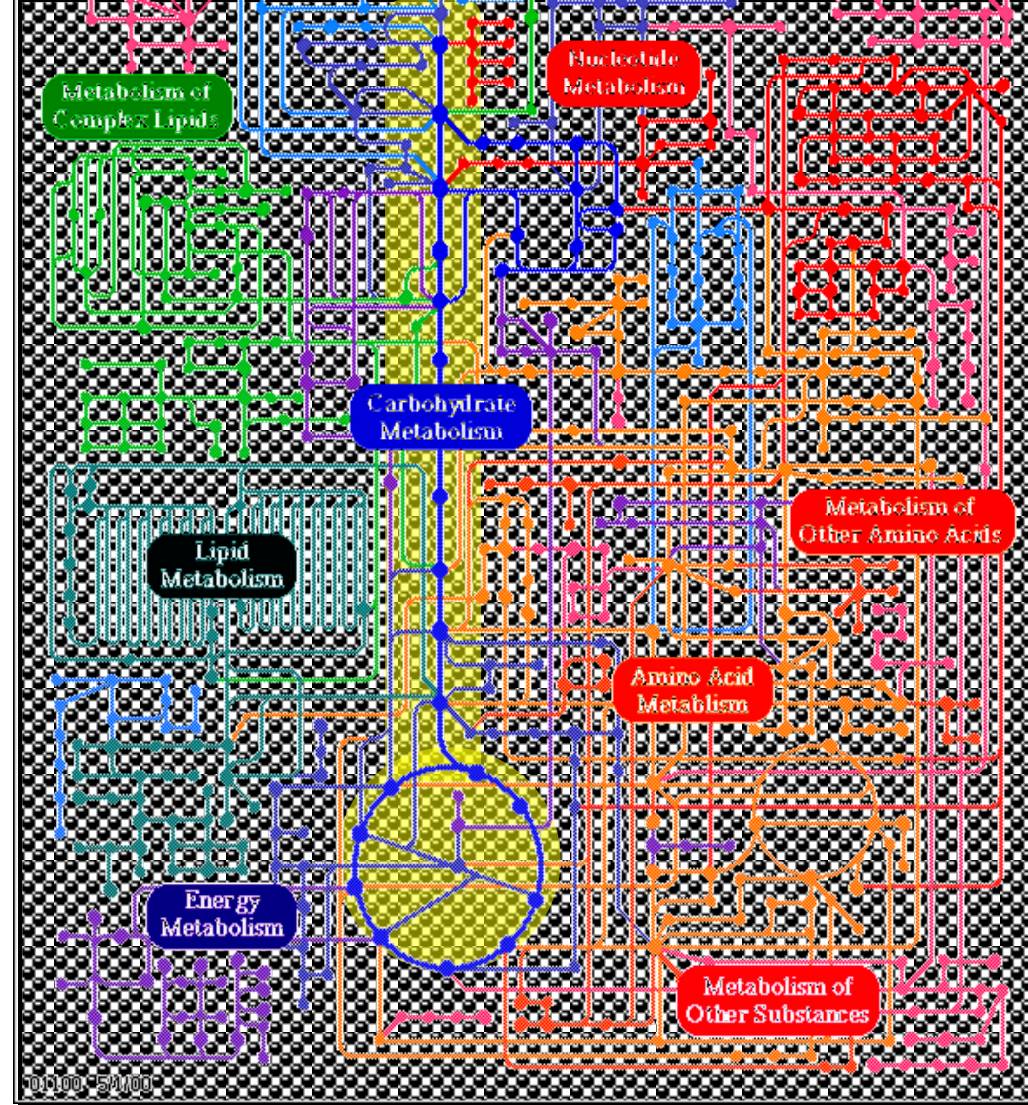 Nucleotide
Metabolism
Metabolism of
Complex Lipids
Carbohydrate
Metabolism
Metabolism of
Other Amino Acids
Lipid
Metabolism
Amino Acid
Metablism
Energy
Metabolism
Metabolism of
Other Substances
01100 5/1/00